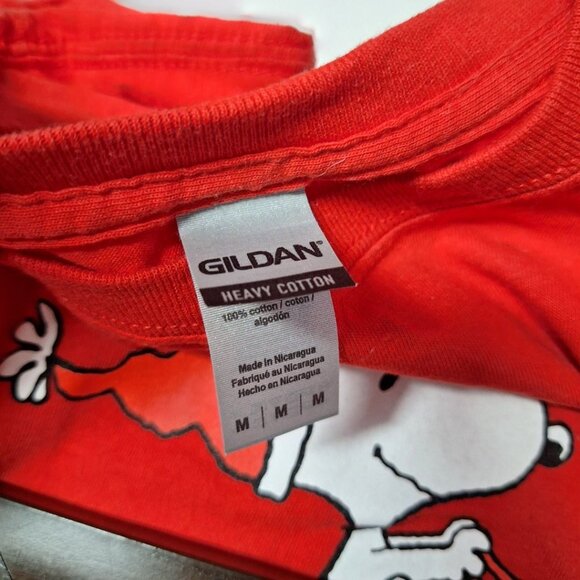 GILDAN®
HEAVY COTTON
100% cotton / coton /
algodón
Made in Nicaragua
Fabriqué au Nicaragua
Hecho en Nicaragua
M | M | M